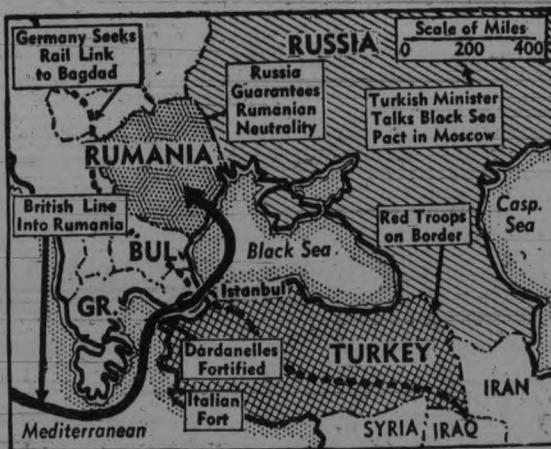 Germany Seeks
Rail Link
to Bagdad
RUSSIA
Scale of Miles
0 200 400
Russia
Guarantees
Rumanian
Neutrality
Turkish Minister
Talks Black Sea
Pact in Moscow
RUMANIA
British Line
Into Rumania
Red Troops
on Border
Casp.
Sea
BUL.
Black Sea
Istanbul
GR.
Dardanelles
Fortified
TURKEY
Italian
Fort
IRAN
Mediterranean
SYRIA
IRAQ